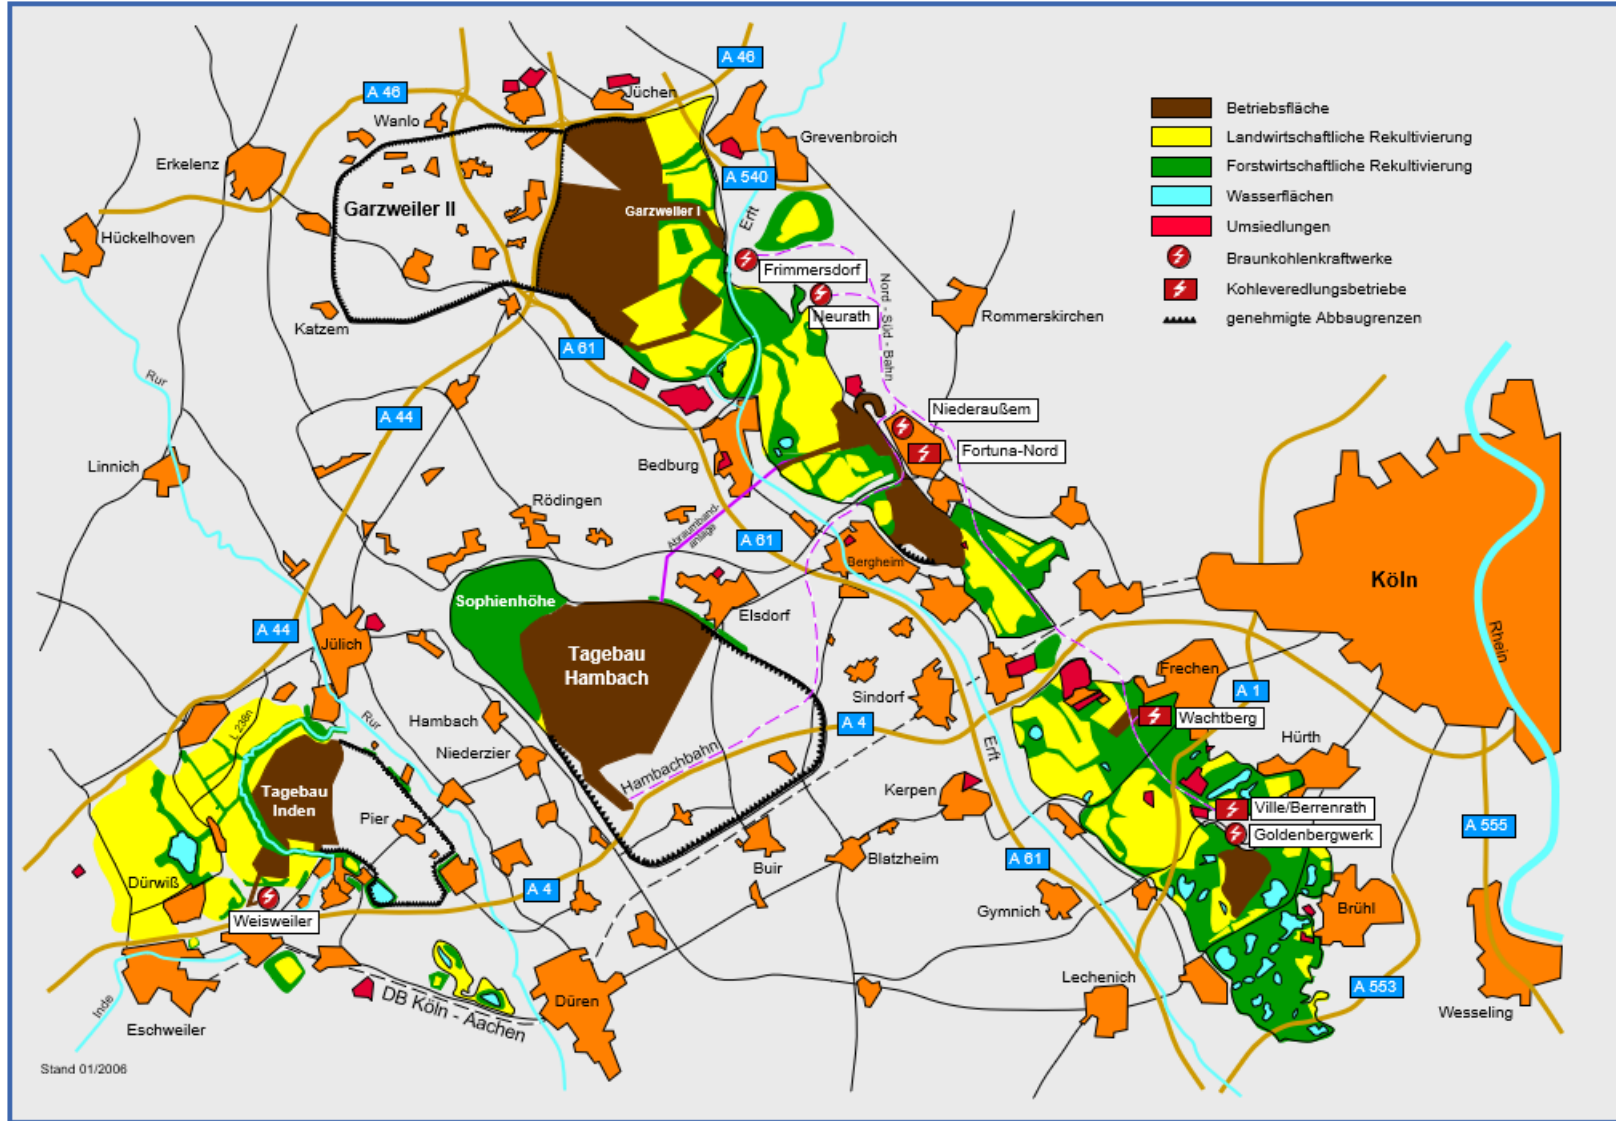 A 46
A 46
Jüchen
Wanlo
Grevenbroich
Erkelenz
A 540
Garzweiler II
Garzweiler I
Erft
Hückelhoven
Frimmersdorf
Neurath
Nord - Süd - Bahn
Rommerskirchen
Katzem
A 61
Rur
A 44
Niederaußem
Fortuna-Nord
Linnich
Bedburg
Rödingen
Abraumband-
anlage
A 61
Bergheim
Köln
Sophienhöhe
Elsdorf
A 44
Jülich
Tagebau
Hambach
Rhein
Frechen
Sindorf
A 1
L 238n
Hambach
Rur
A 4
Wachtberg
Niederzier
Hambachbahn
Erft
Hürth
Tagebau
Inden
Pier
Kerpen
Ville/Berrenrath
Goldenbergwerk
A 555
Dürwiß
Buir
Blatzheim
A 61
A 4
Weisweiler
Gymnich
Brühl
Lechenich
A 553
Inde
DB Köln - Aachen
Düren
Eschweiler
Wesseling
Stand 01/2006
Betriebsfläche
Landwirtschaftliche Rekultivierung
Forstwirtschaftliche Rekultivierung
Wasserflächen
Umsiedlungen
Braunkohlenkraftwerke
Kohleveredlungsbetriebe
genehmigte Abbaugrenzen